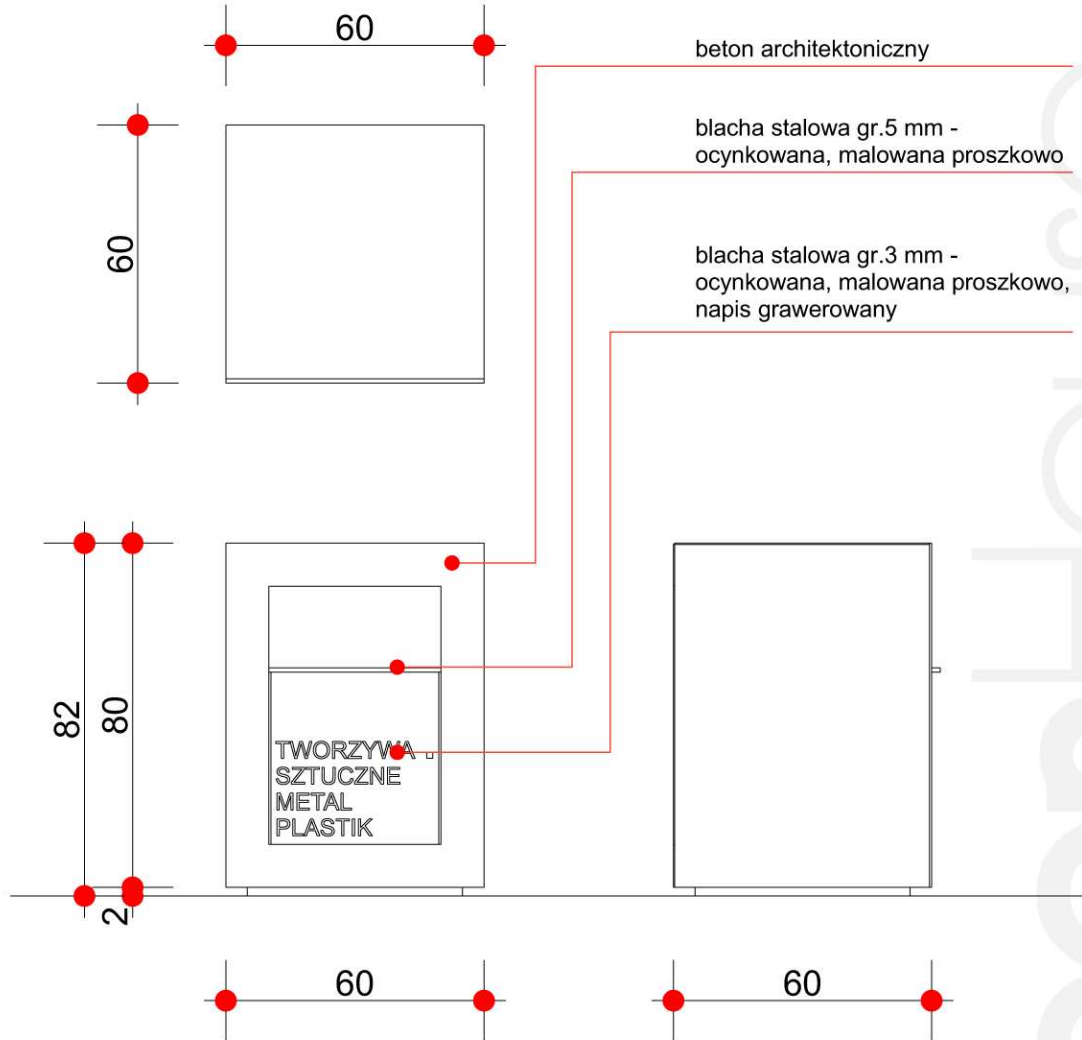 60
beton architektoniczny
blacha stalowa gr.5 mm -
ocynkowana, malowana proszkowo
60
blacha stalowa gr.3 mm -
ocynkowana, malowana proszkowo,
napis grawerowany
82
80
2
TWORZYWA
SZTUCZNE
METAL
PLASTIK
60
60